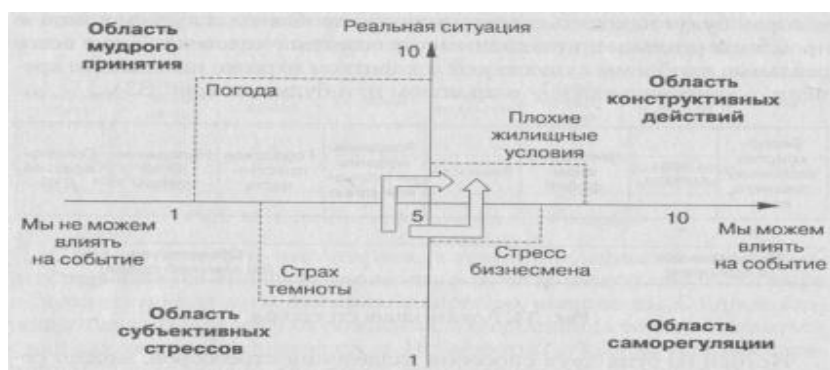 Область
мудрого
принятия
Реальная ситуация
10
Погода
Область
конструктивных
действий
Плохие
жилищные
условия
1
5
10
Мы не можем
влиять
на событие
Мы можем
влиять
на событие
Страх
темноты
Стресс
бизнесмена
Область
субъективных
стрессов
Область
саморегуляции
1